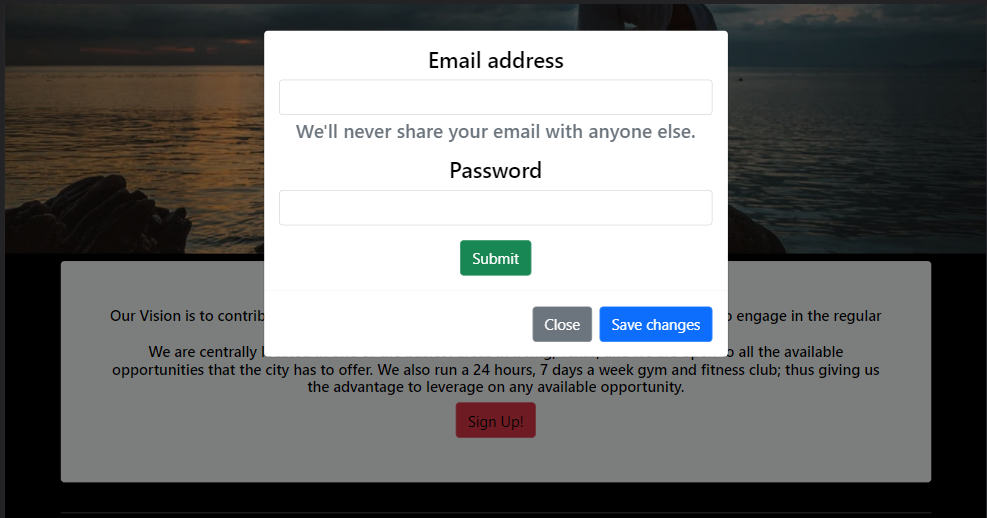 Email address
We'll never share your email with anyone else.
Password
Submit
Close Save changes
Our Vision is to contrib engage in the regular
We are centrally all the available
opportunities that the city has to offer. We also run a 24 hours, 7 days a week gym and fitness club; thus giving us
the advantage to leverage on any available opportunity.
Sign Up!